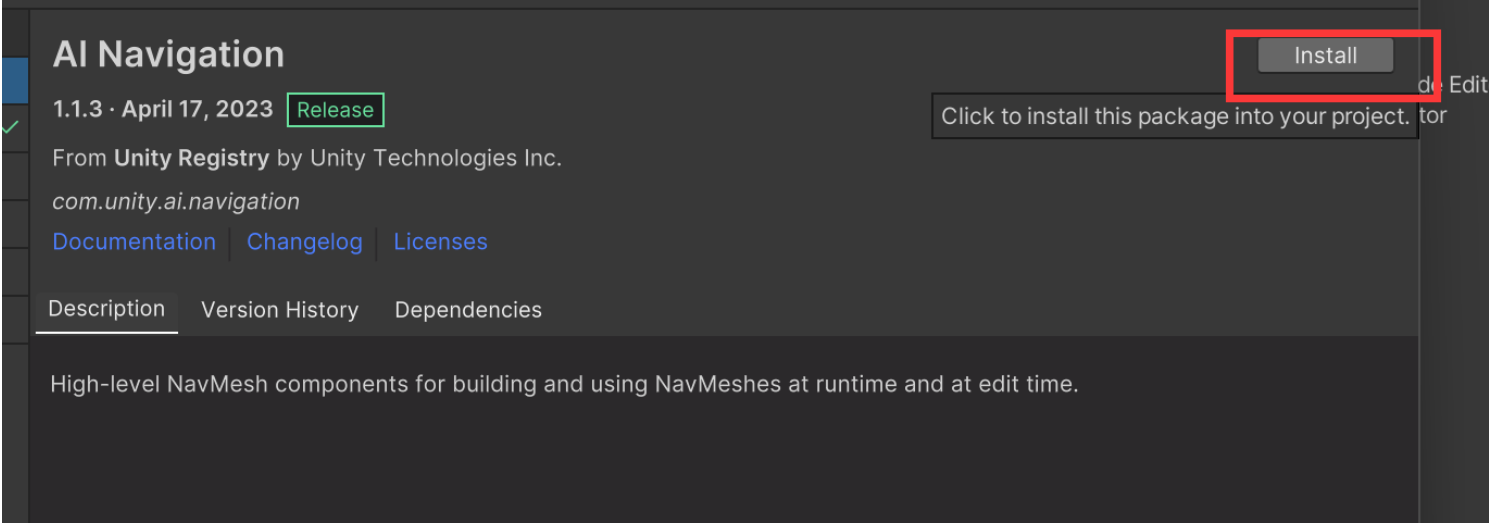 AI Navigation
Install
1.1.3 · April 17, 2023 Release
de Edit
Click to install this package into your project.
tor
From Unity Registry by Unity Technologies Inc.
com.unity.ai.navigation
Documentation Changelog Licenses
Description Version History Dependencies
High-level NavMesh components for building and using NavMeshes at runtime and at edit time.